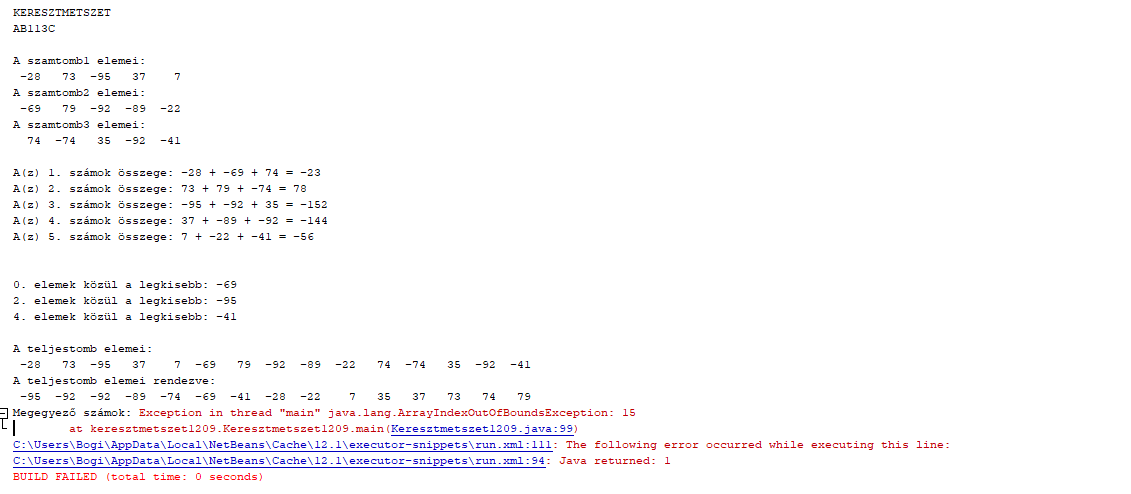 KERESZTMETSZET
AB113C
A szamtomb1 elemei:
-28 73 -95 37 7
A szamtomb2 elemei:
-69 79 -92 -89 -22
A szamtomb3 elemei:
74 -74 35 -92 -41
A(z) 1. számok összege: -28 + -69 + 74 = -23
A(z) 2. számok összege: 73 + 79 + -74 = 78
A(z) 3. számok összege: -95 + -92 + 35 = -152
A(z) 4. számok összege: 37 + -89 + -92 = -144
A(z) 5. számok összege: 7 + -22 + -41 = -56
0. elemek közül a legkisebb: -69
2. elemek közül a legkisebb: -95
4. elemek közül a legkisebb: -41
A teljestomb elemei:
-28 73 -95 37 7 -69 79 -92 -89 -22 74 -74 35 -92 -41
A teljestomb elemei rendezve:
-95 -92 -92 -89 -74 -69 -41 -28 -22 7 35 37 73 74 79
Megegyező számok: Exception in thread "main" java.lang.ArrayIndexOutOfBoundsException: 15
at keresztmetszet1209.Keresztmetszet1209.main(Keresztmetszet1209.java:99)
C:\Users\Bogi\AppData\Local\NetBeans\Cache\12.1\executor-snippets\run.xml:111: The following error occurred while executing this line:
C:\Users\Bogi\AppData\Local\NetBeans\Cache\12.1\executor-snippets\run.xml:94: Java returned: 1
BUILD FAILED (total time: 0 seconds)